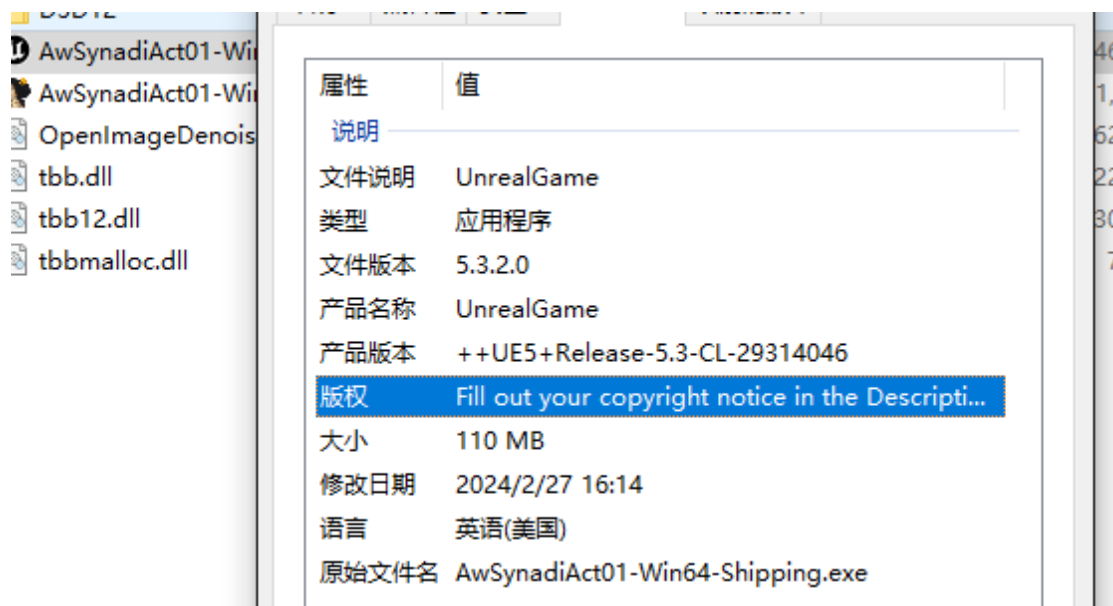 AwSynadiAct01-Wi
AwSynadiAct01-Wi
OpenImageDenois
tbb.dll
tbb12.dll
tbbmalloc.dll
属性 值
说明
文件说明 UnrealGame
类型 应用程序
文件版本 5.3.2.0
产品名称 UnrealGame
产品版本 ++UE5+Release-5.3-CL-29314046
版权 Fill out your copyright notice in the Descripti...
大小 110 MB
修改日期 2024/2/27 16:14
语言 英语(美国)
原始文件名 AwSynadiAct01-Win64-Shipping.exe